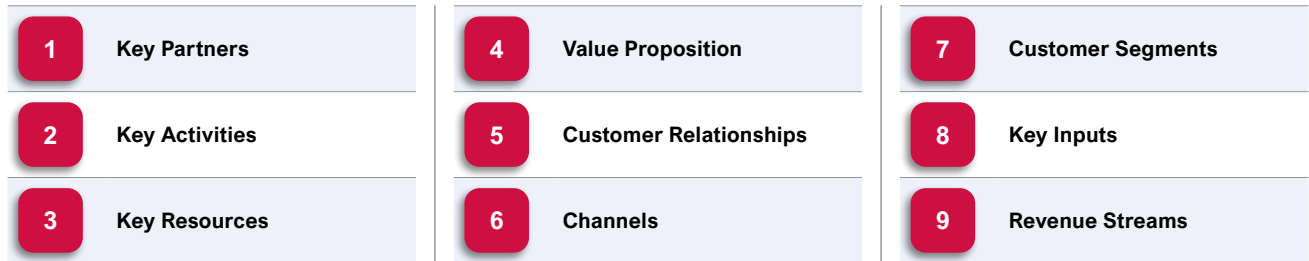 1 Key Partners
2 Key Activities
3 Key Resources
4 Value Proposition
5 Customer Relationships
6 Channels
7 Customer Segments
8 Key Inputs
9 Revenue Streams